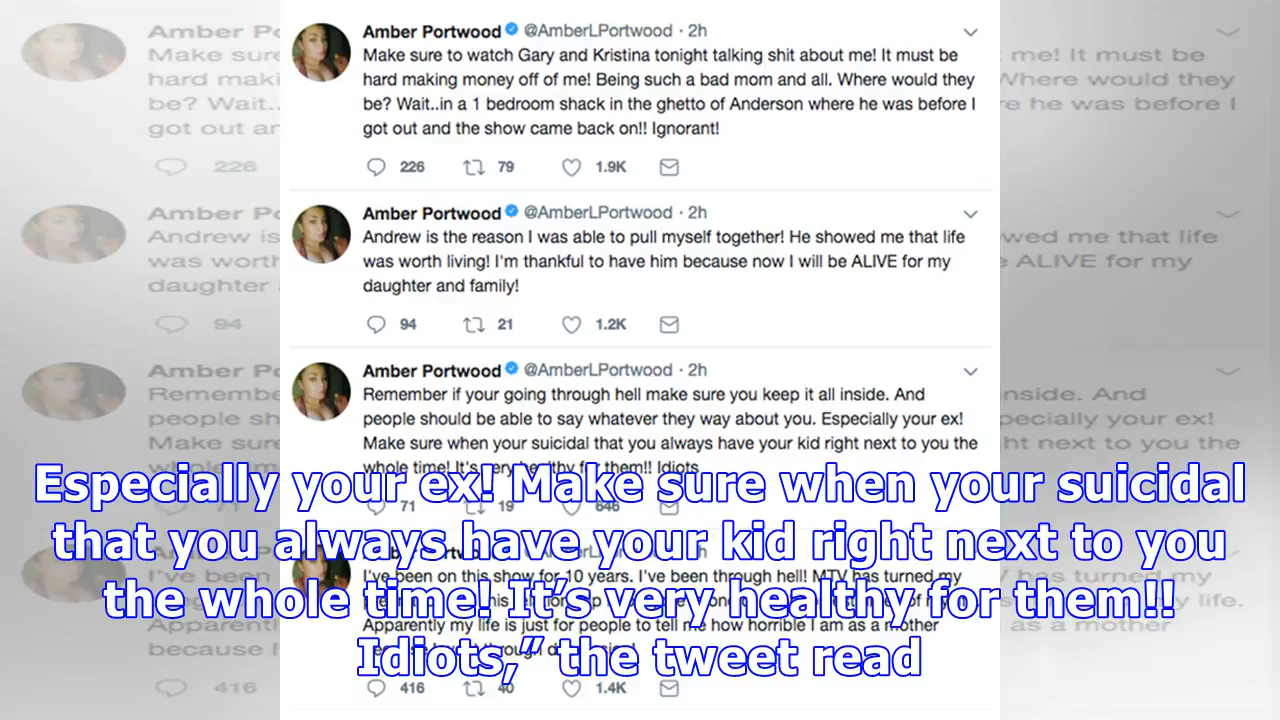 Amber Portwood @AmberLPortwood · 2h
Make sure to watch Gary and Kristina tonight talking shit about me! It must be
hard making money off of me! Being such a bad mom and all. Where would they
be? Wait..in a 1 bedroom shack in the ghetto of Anderson where he was before I
got out and the show came back on!! Ignorant!
226 79 1.9K
Amber Portwood @AmberLPortwood · 2h
Andrew is the reason I was able to pull myself together! He showed me that life
was worth living! I'm thankful to have him because now I will be ALIVE for my
daughter and family!
94 21 1.2K
Amber Portwood @AmberLPortwood · 2h
Remember if your going through hell make sure you keep it all inside. And
people should be able to say whatever they way about you. Especially your ex!
Make sure when your suicidal that you always have your kid right next to you the
whole time! It's very healthy for them!! Idiots
71 19 646
Amber Portwood
I've been on this show for 10 years. I've been through hell! MTV has turned my
Apparently my life is just for people to tell me how horrible I am as a mother
416 40 1.4K
Especially your ex! Make sure when your suicidal
that you always have your kid right next to you
the whole time! It’s very healthy for them!!
Idiots,” the tweet read